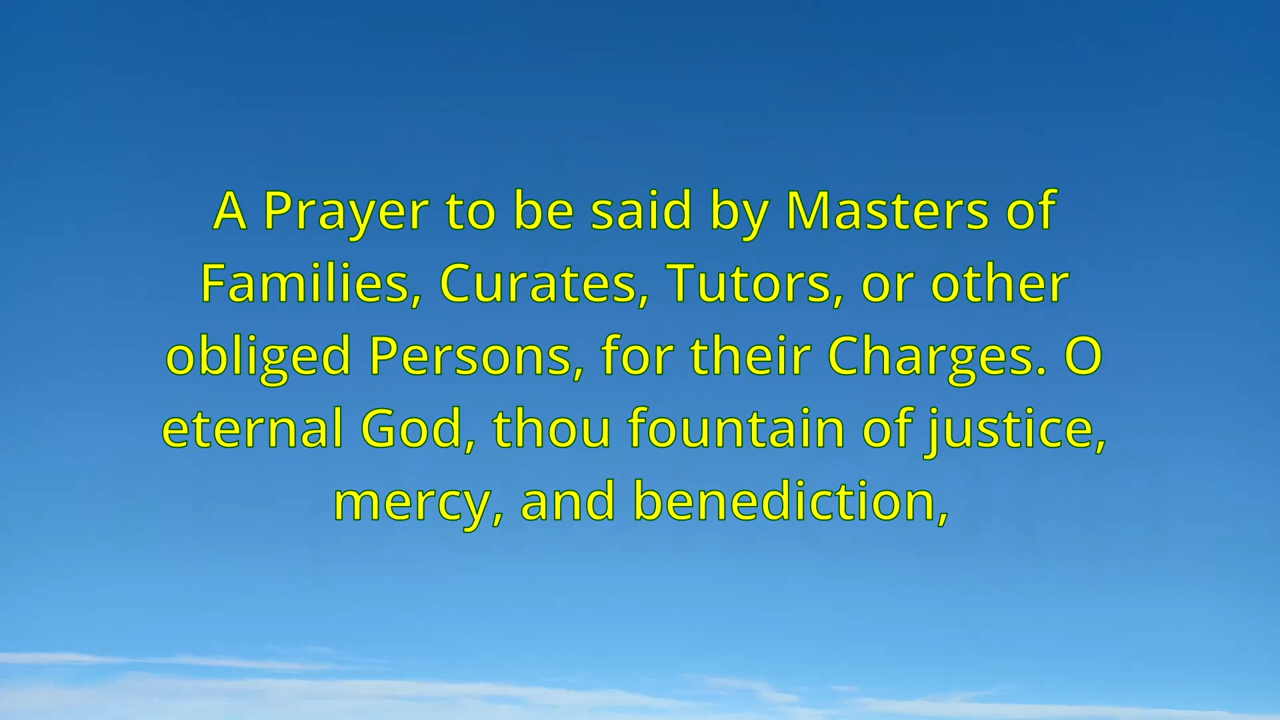 A Prayer to be said by Masters of
Families, Curates, Tutors, or other
obliged Persons, for their Charges. O
eternal God, thou fountain of justice,
mercy, and benediction,